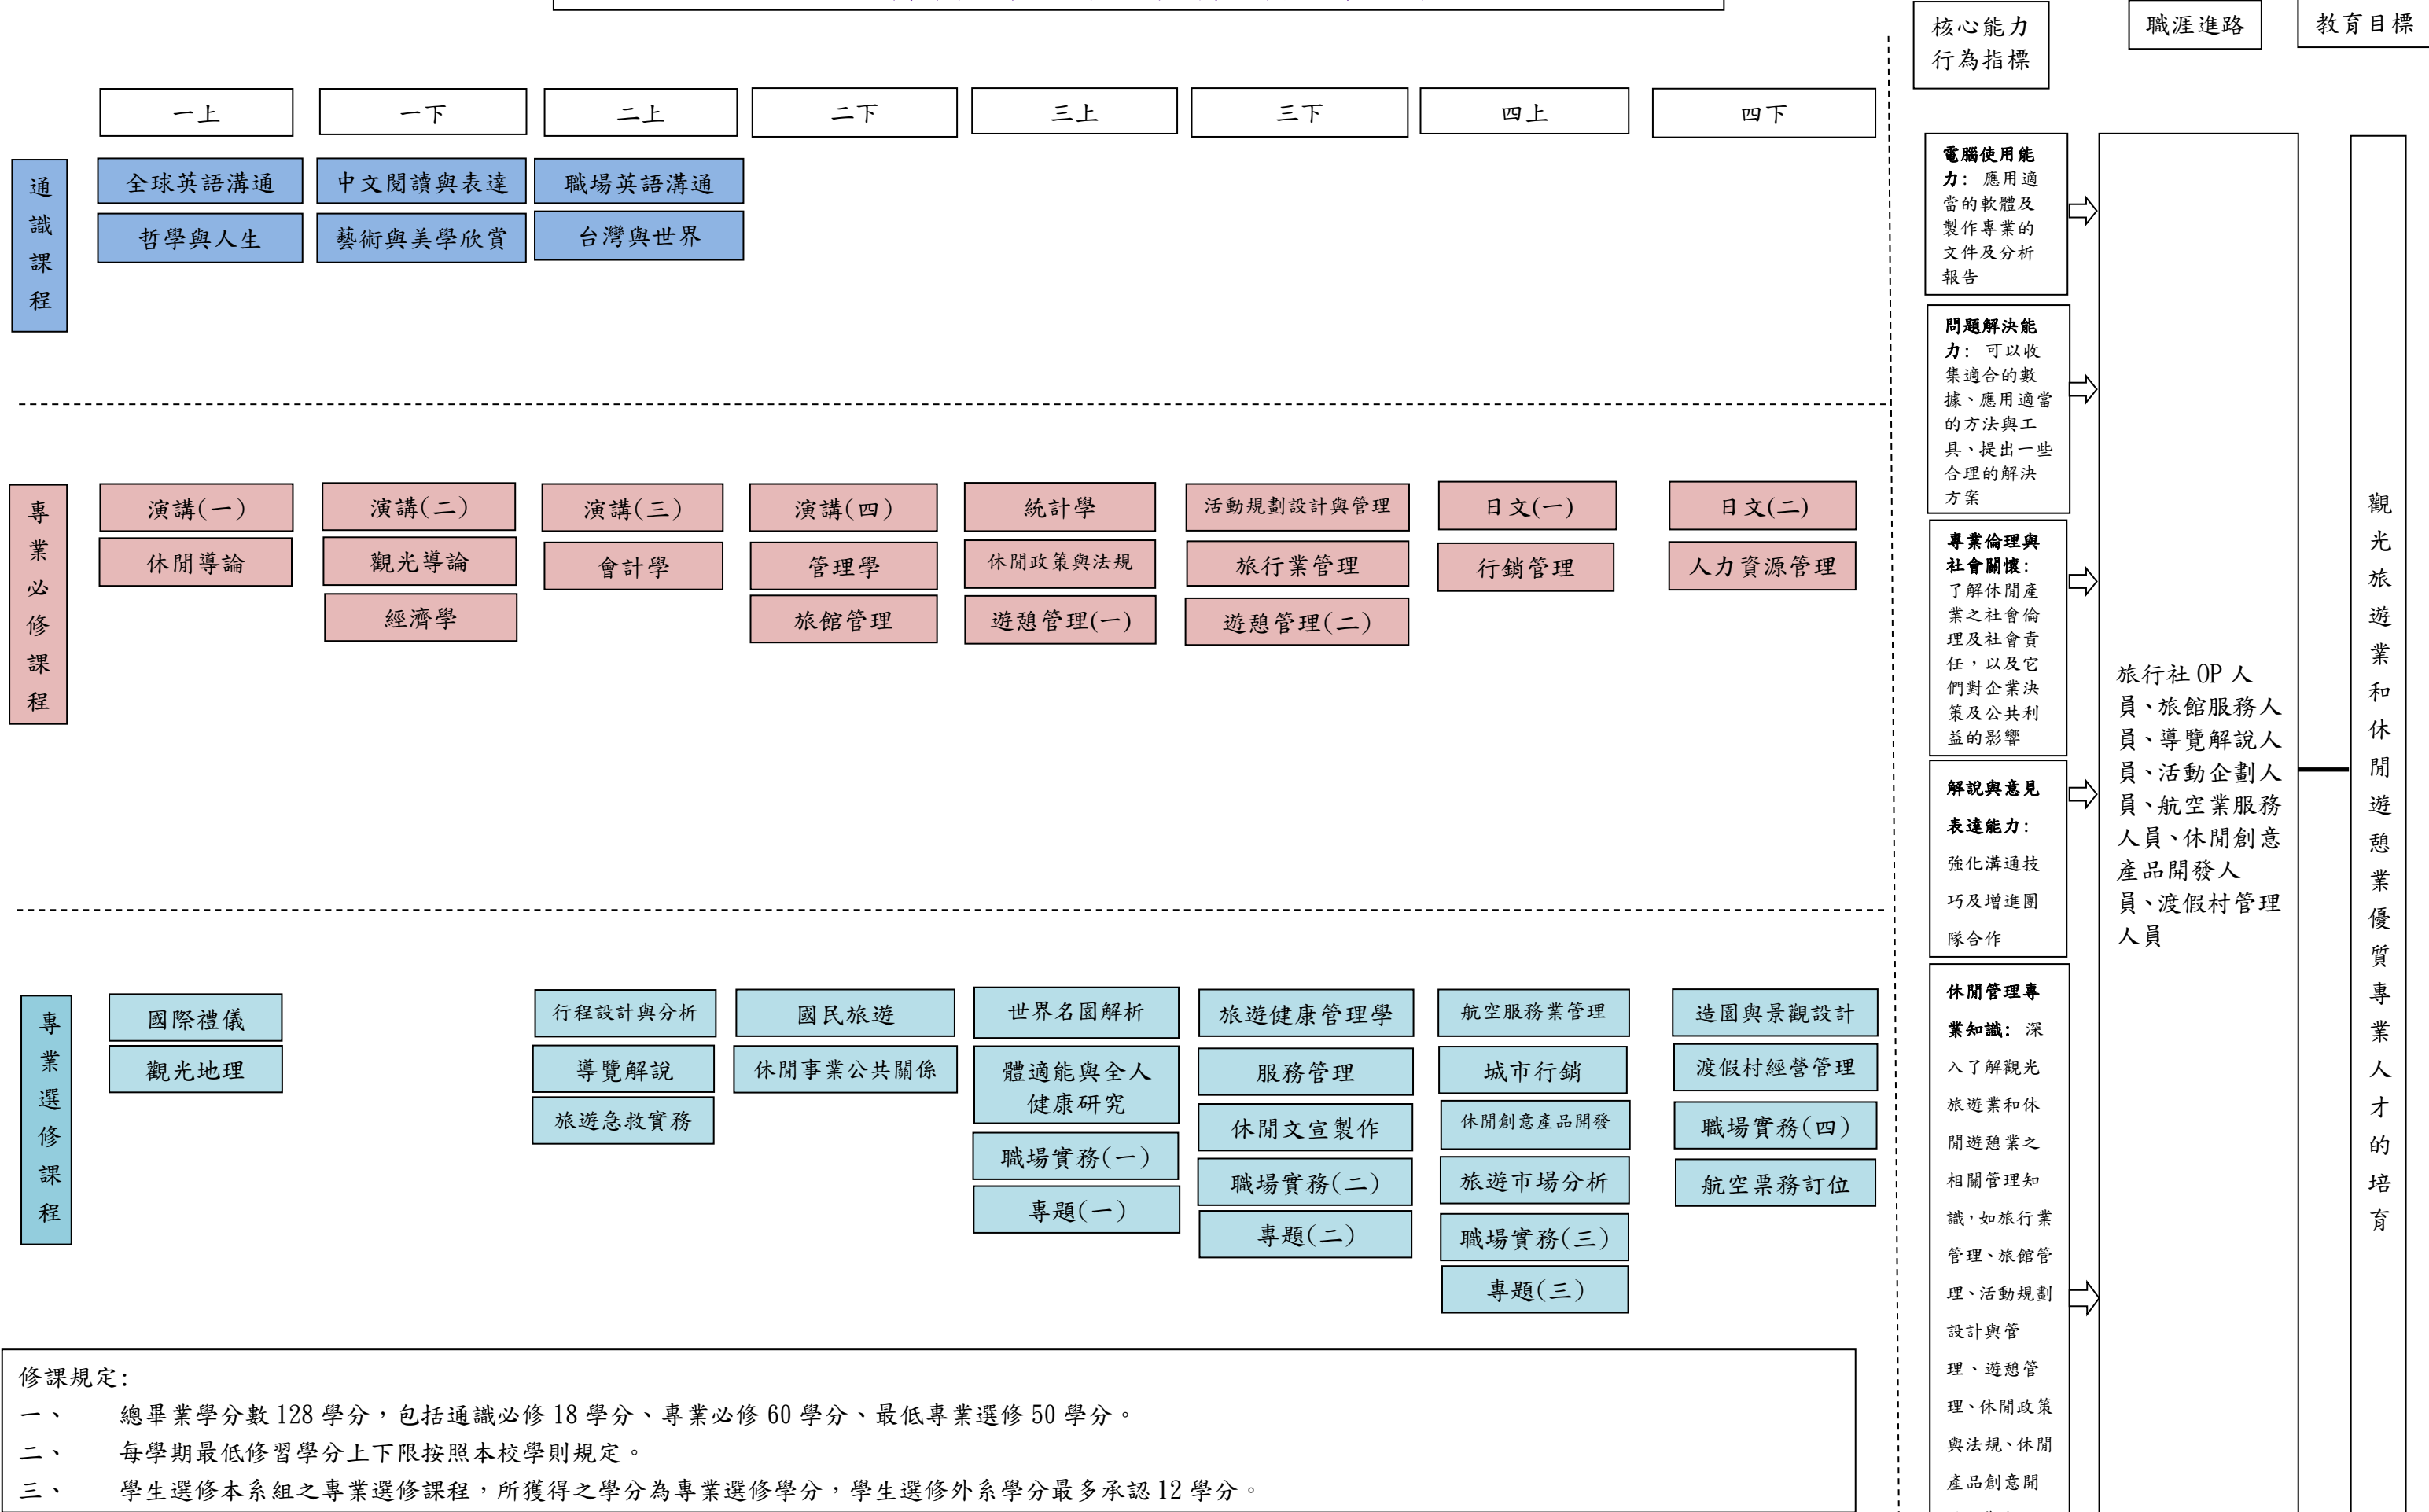 核心能力
行為指標
職涯進路
教育目標
一上
一下
二上
二下
三上
三下
四上
四下
通識課程
全球英語溝通
中文閱讀與表達
職場英語溝通
哲學與人生
藝術與美學欣賞
台灣與世界
專業必修課程
演講(一)
演講(二)
演講(三)
演講(四)
統計學
活動規劃設計與管理
日文(一)
日文(二)
休閒導論
觀光導論
會計學
管理學
休閒政策與法規
旅行業管理
行銷管理
人力資源管理
經濟學
旅館管理
遊憩管理(一)
遊憩管理(二)
專業選修課程
國際禮儀
行程設計與分析
國民旅遊
世界名園解析
旅遊健康管理學
航空服務業管理
造園與景觀設計
觀光地理
導覽解說
休閒事業公共關係
體適能與全人
健康研究
服務管理
城市行銷
渡假村經營管理
旅遊急救實務
休閒文宣製作
休閒創意產品開發
職場實務(四)
職場實務(一)
職場實務(二)
旅遊市場分析
航空票務訂位
專題(一)
專題(二)
職場實務(三)
專題(三)
電腦使用能
力: 應用適
當的軟體及
製作專業的
文件及分析
報告
問題解決能
力: 可以收
集適合的數
據、應用適當
的方法與工
具、提出一些
合理的解決
方案
專業倫理與
社會關懷:
了解休閒產
業之社會倫
理及社會責
任，以及它
們對企業決
策及公共利
益的影響
解說與意見
表達能力:
強化溝通技
巧及增進團
隊合作
休閒管理專
業知識: 深
入了解觀光
旅遊業和休
閒遊憩業之
相關管理知
識，如旅行業
管理、旅館管
理、活動規劃
設計與管
理、遊憩管
理、休閒政策
與法規、休閒
產品創意開
旅行社 OP 人
員、旅館服務人
員、導覽解說人
員、活動企劃人
員、航空業服務
人員、休閒創意
產品開發人
員、渡假村管理
人員
觀光旅遊業和休閒遊憩業優質專業人才的培育
修課規定:
一、 總畢業學分數 128 學分，包括通識必修 18 學分、專業必修 60 學分、最低專業選修 50 學分。
二、 每學期最低修習學分上下限按照本校學則規定。
三、 學生選修本系組之專業選修課程，所獲得之學分為專業選修學分，學生選修外系學分最多承認 12 學分。